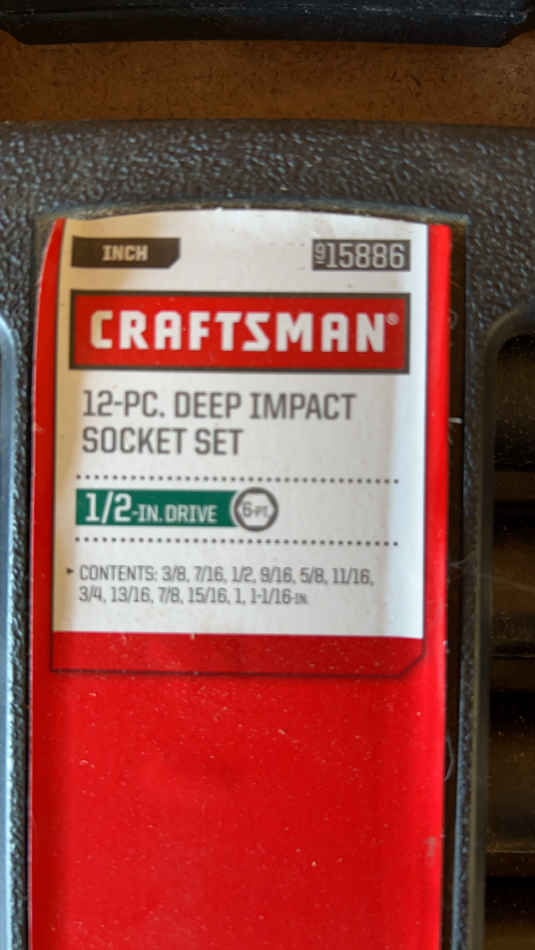 INCH
915886
CRAFTSMAN®
12-PC. DEEP IMPACT
SOCKET SET
1/2-IN. DRIVE 6-PT.
CONTENTS: 3/8, 7/16, 1/2, 9/16, 5/8, 11/16,
3/4, 13/16, 7/8, 15/16, 1, 1-1/16-IN.